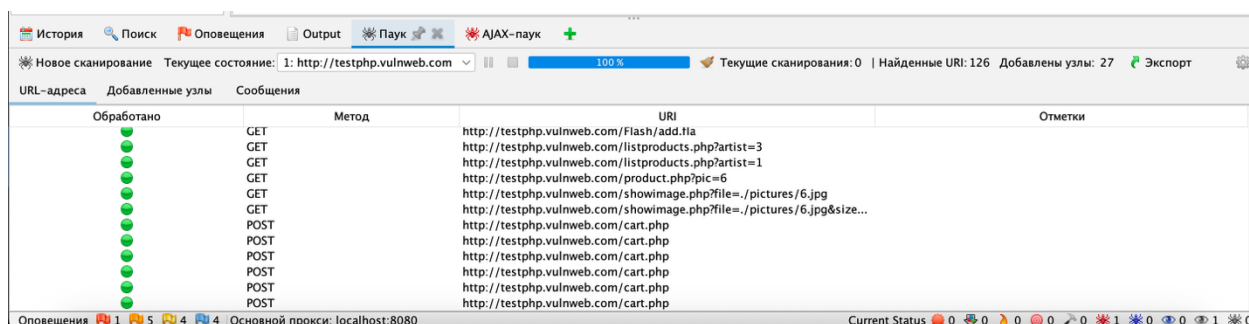 История Поиск Оповещения Output Паук AJAX-паук
Новое сканирование Текущее состояние: 1: http://testphp.vulnweb.com 100 % Текущие сканирования: 0 Найденные URI: 126 Добавлены узлы: 27 Экспорт
URL-адреса Добавленные узлы Сообщения
Обработано Метод URI Отметки
GET http://testphp.vulnweb.com/Flash/add.fla
GET http://testphp.vulnweb.com/listproducts.php?artist=3
GET http://testphp.vulnweb.com/listproducts.php?artist=1
GET http://testphp.vulnweb.com/product.php?pic=6
GET http://testphp.vulnweb.com/showimage.php?file=./pictures/6.jpg
GET http://testphp.vulnweb.com/showimage.php?file=./pictures/6.jpg&size...
POST http://testphp.vulnweb.com/cart.php
POST http://testphp.vulnweb.com/cart.php
POST http://testphp.vulnweb.com/cart.php
POST http://testphp.vulnweb.com/cart.php
POST http://testphp.vulnweb.com/cart.php
POST http://testphp.vulnweb.com/cart.php
Оповещения 1 5 4 4 Основной прокси: localhost:8080 Current Status 0 0 0 0 0 1 0 0 1 0